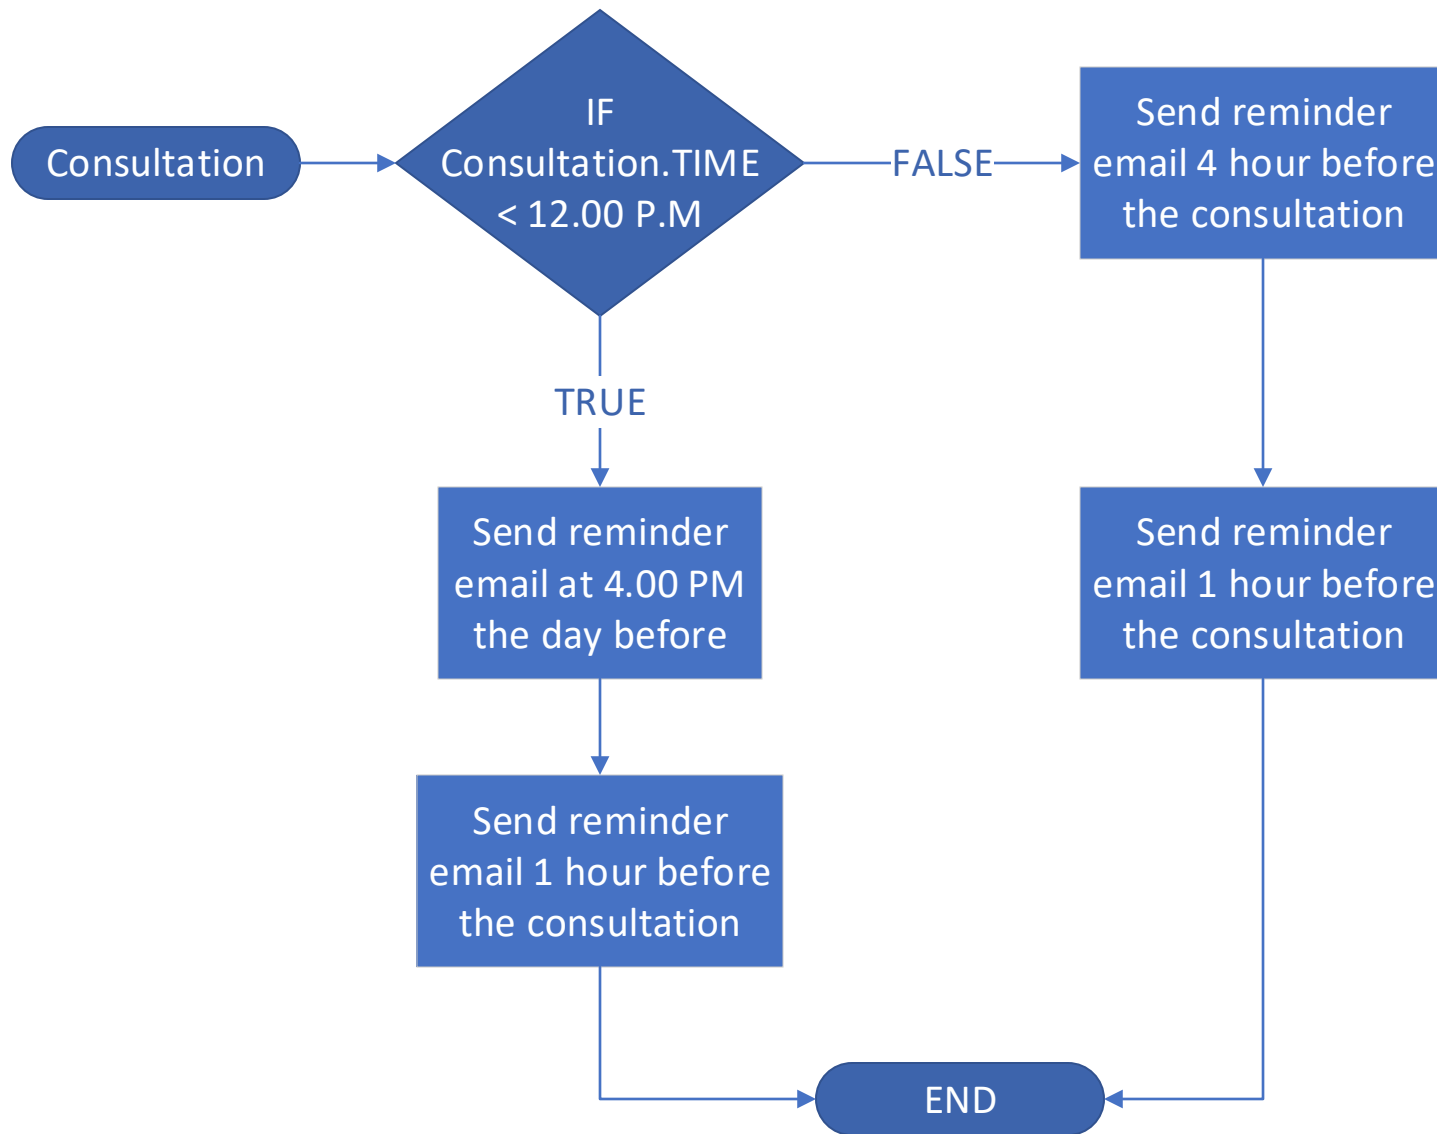 Consultation
IF
Consultation.TIME
< 12.00 P.M
FALSE
Send reminder
email 4 hour before
the consultation
TRUE
Send reminder
email at 4.00 PM
the day before
Send reminder
email 1 hour before
the consultation
Send reminder
email 1 hour before
the consultation
END